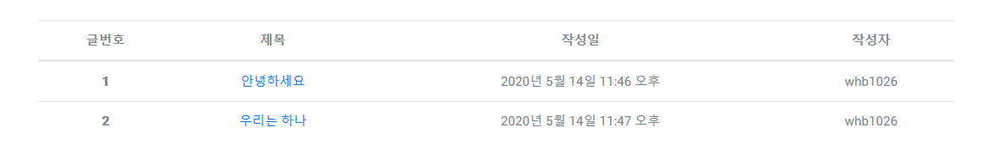 글번호 제목 작성일 작성자
1 안녕하세요 2020년 5월 14일 11:46 오후 whb1026
2 우리는 하나 2020년 5월 14일 11:47 오후 whb1026